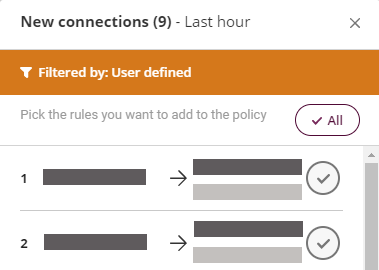 New connections (9) - Last hour
Filtered by: User defined
Pick the rules you want to add to the policy
All
1
2